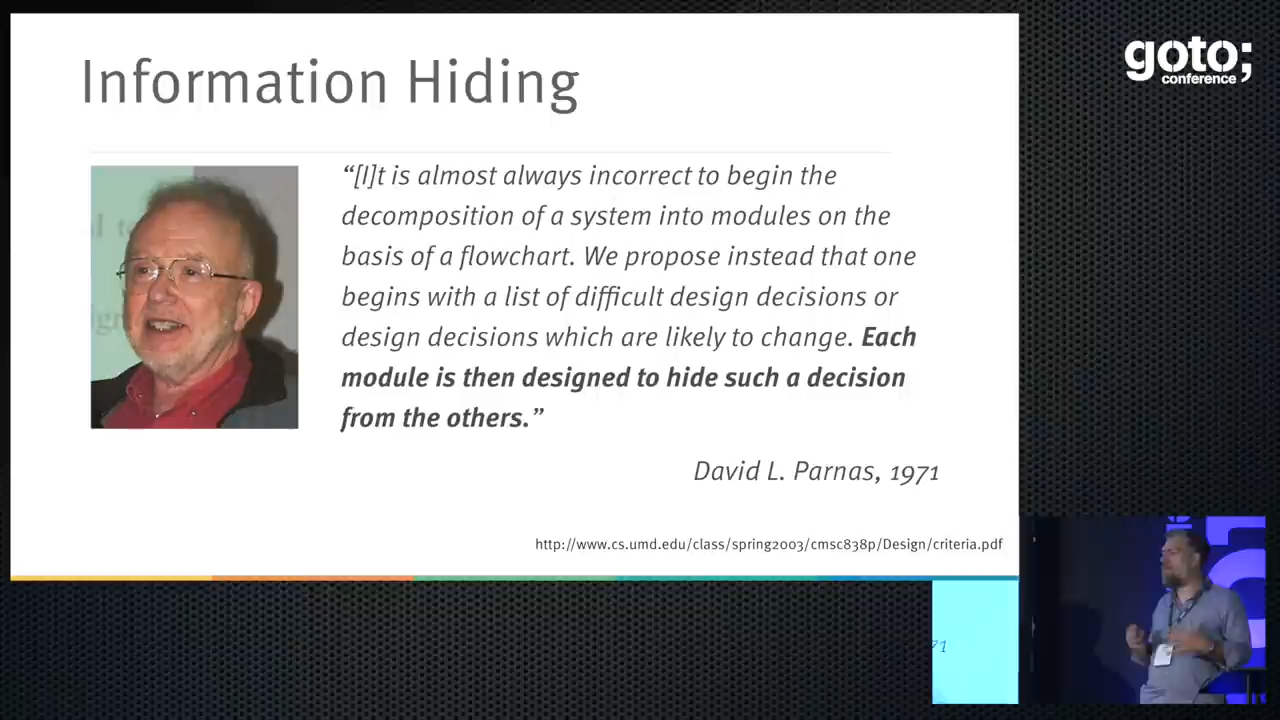 Information Hiding
“[I]t is almost always incorrect to begin the
decomposition of a system into modules on the
basis of a flowchart. We propose instead that one
begins with a list of difficult design decisions or
design decisions which are likely to change. Each
module is then designed to hide such a decision
from the others.”
David L. Parnas, 1971
http://www.cs.umd.edu/class/spring2003/cmsc838p/Design/criteria.pdf
goto;
conference
71